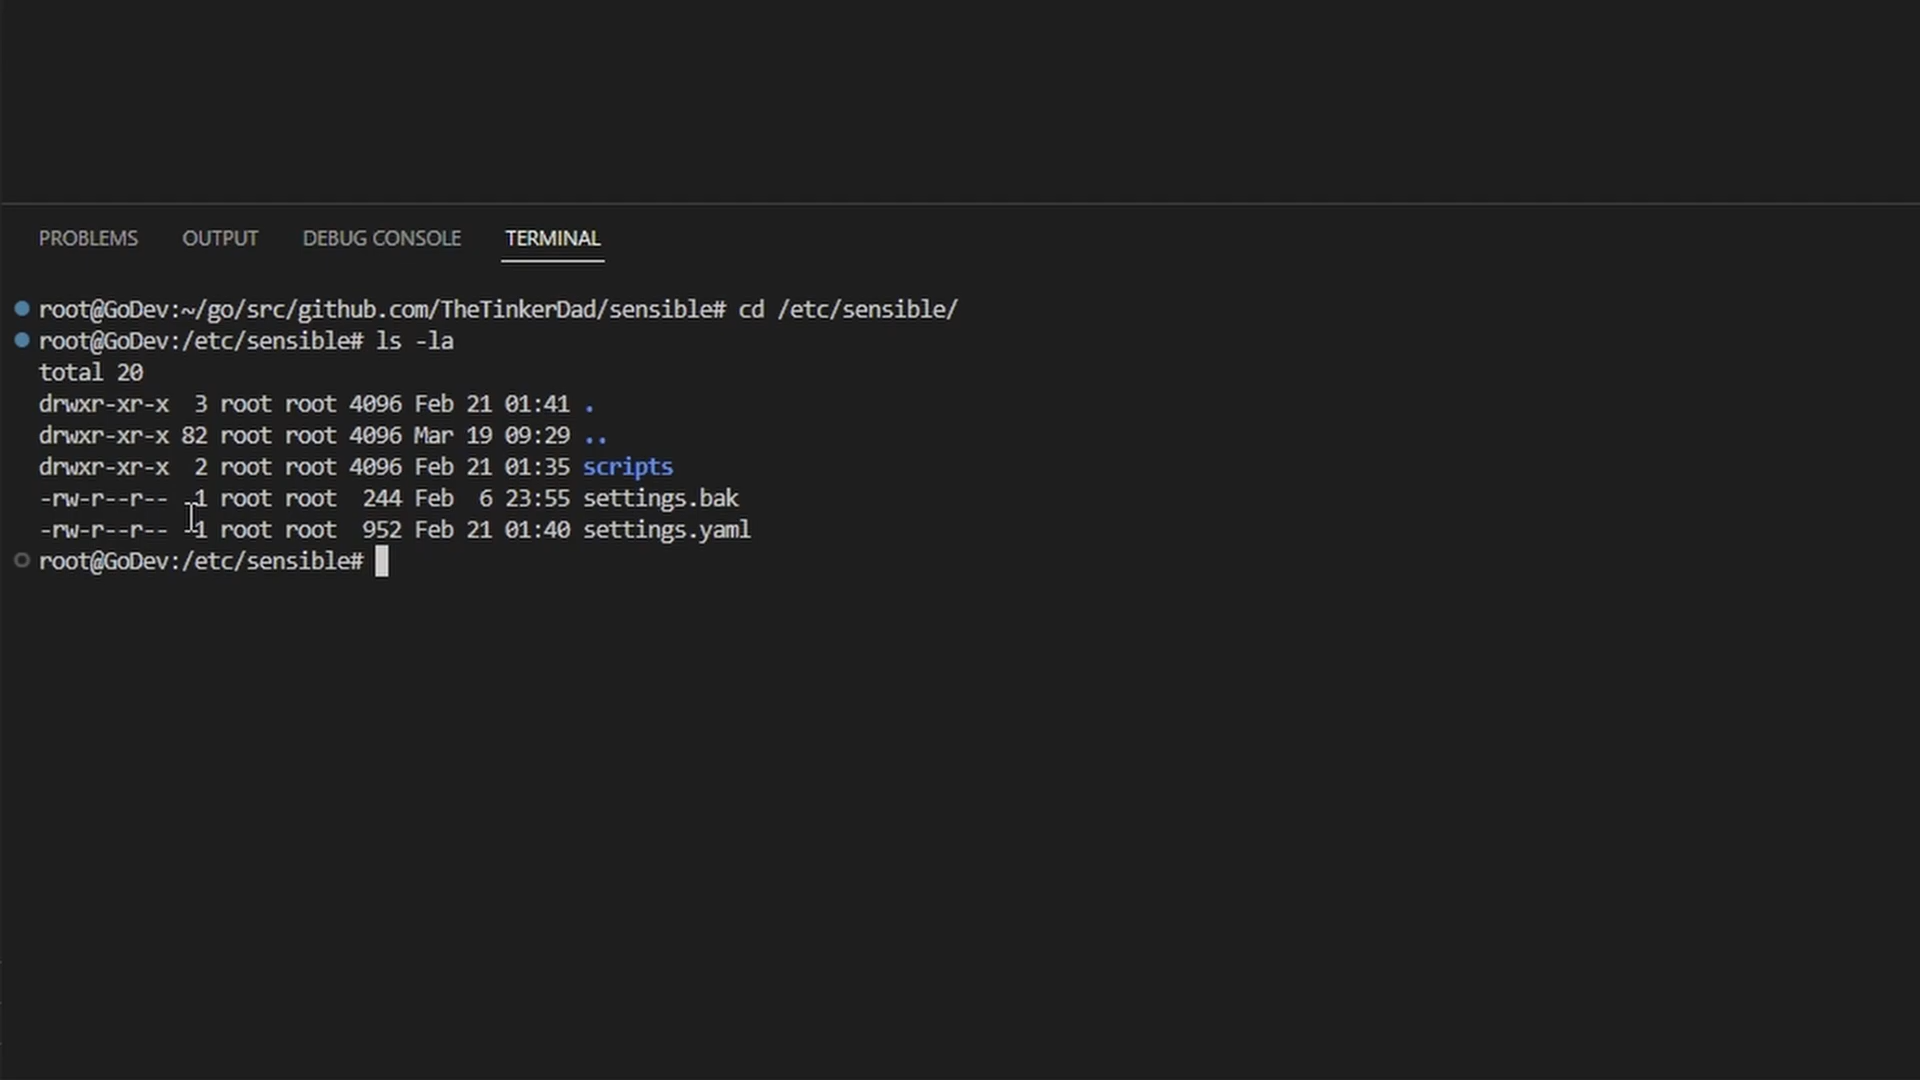 PROBLEMS OUTPUT DEBUG CONSOLE TERMINAL
root@GoDev:~/go/src/github.com/TheTinkerDad/sensible# cd /etc/sensible/
root@GoDev:/etc/sensible# ls -la
total 20
drwxr-xr-x  3 root root 4096 Feb 21 01:41 .
drwxr-xr-x 82 root root 4096 Mar 19 09:29 ..
drwxr-xr-x  2 root root 4096 Feb 21 01:35 scripts
-rw-r--r--  1 root root  244 Feb  6 23:55 settings.bak
-rw-r--r--  1 root root  952 Feb 21 01:40 settings.yaml
root@GoDev:/etc/sensible#